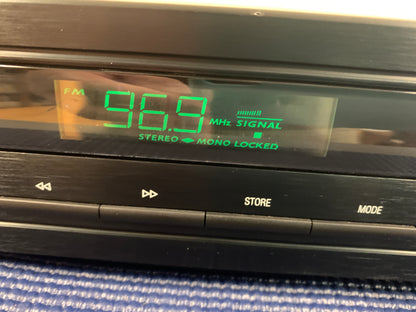 FM 96.9 MHz SIGNAL
STEREO MONO LOCKED
STORE MODE